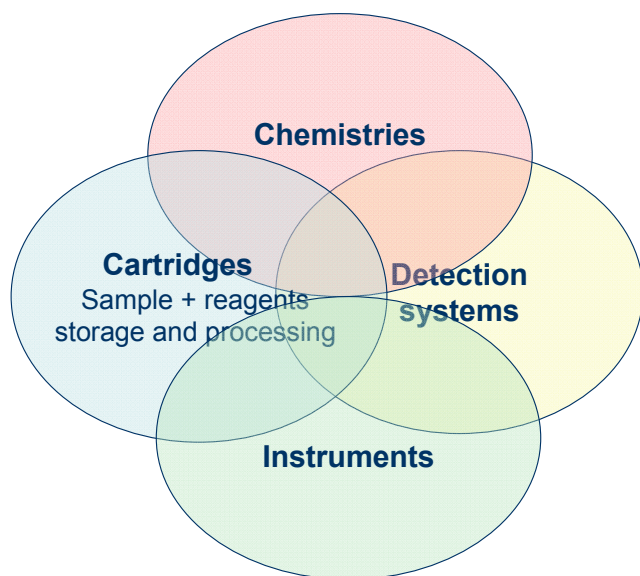 Chemistries
Cartridges
Sample + reagents
storage and processing
Detection
systems
Instruments